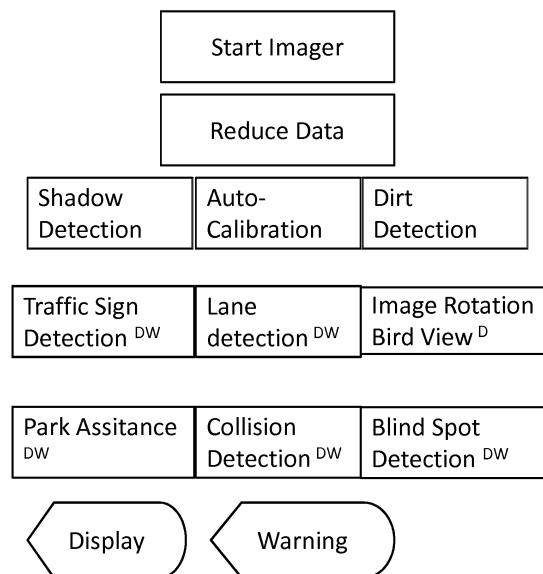 Start Imager
Reduce Data
Shadow
Detection
Auto-
Calibration
Dirt
Detection
Traffic Sign
Detection DW
Lane
detection DW
Image Rotation
Bird View D
Park Assitance
DW
Collision
Detection DW
Blind Spot
Detection DW
Display
Warning